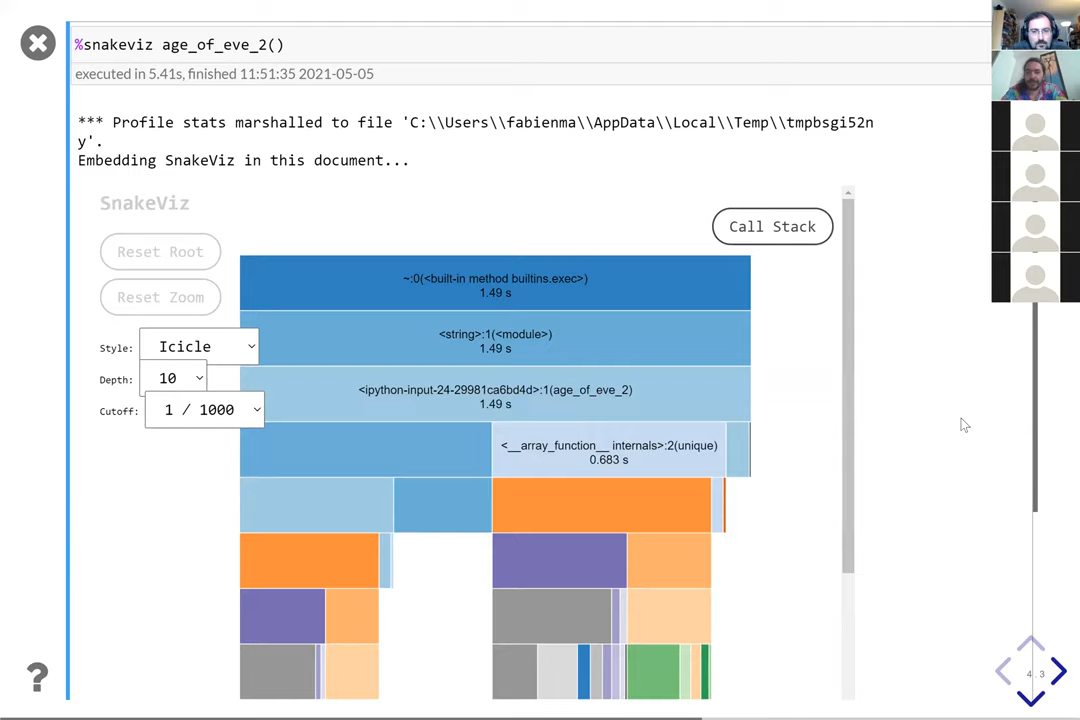 %snakeviz age_of_eve_2()
executed in 5.41s, finished 11:51:35 2021-05-05
*** Profile stats marshalled to file 'C:\\Users\\fabienma\\AppData\\Local\\Temp\\tmpbsgi52n
y'.
Embedding SnakeViz in this document...
SnakeViz
Call Stack
Reset Root
Reset Zoom
Style: Icicle
Depth: 10
Cutoff: 1 / 1000
~:0(<built-in method builtins.exec>)
1.49 s
<string>:1(<module>)
1.49 s
<ipython-input-24-29981ca6bd4d>:1(age_of_eve_2)
1.49 s
<__array_function__ internals>:2(unique)
0.683 s
?
4.3